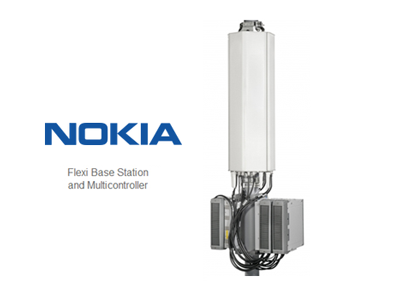 NOKIA
Flexi Base Station
and Multicontroller